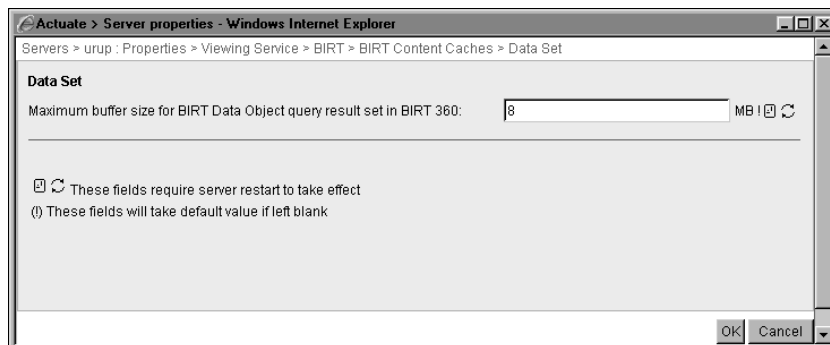 Actuate > Server properties - Windows Internet Explorer
Servers > urup : Properties > Viewing Service > BIRT > BIRT Content Caches > Data Set
Data Set
Maximum buffer size for BIRT Data Object query result set in BIRT 360: 8 MB !
These fields require server restart to take effect
(!) These fields will take default value if left blank
OK Cancel